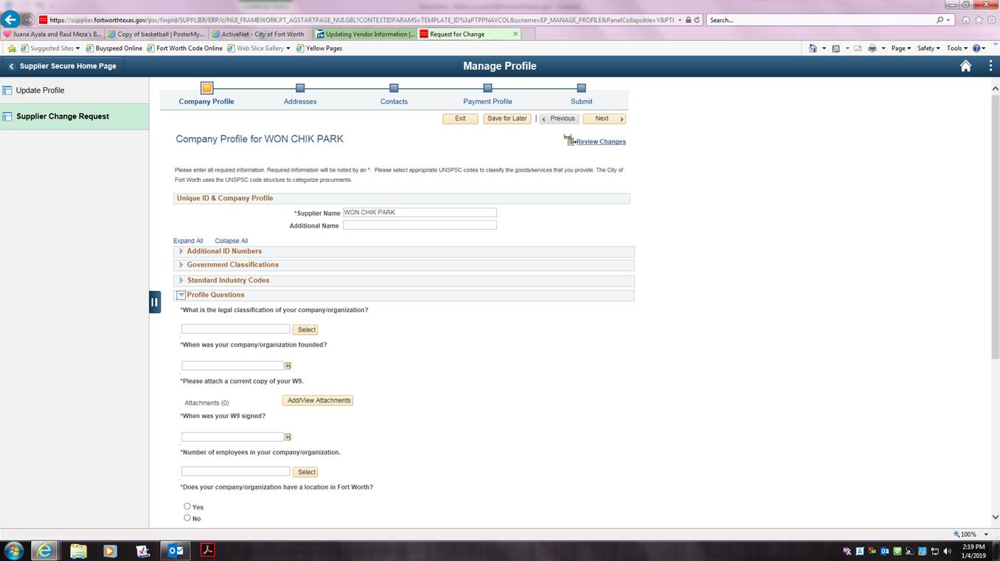 https://supplier.fortworthtexas.gov/psc/finprd/SUPPLIER/ERP/c/NUI_FRAMEWORK.PT_AGSTARTPAGE_NUI.GBL?CONTEXTIDPARAMS=TEMPLATE_ID%3aPTPPNAVCOL&scname=EP_MANAGE_PROFILE&PanelCollapsible=Y&PTI
Search...
Juana Ayala and Raul Meza's B...
Copy of basketball | PosterMy...
ActiveNet - City of Fort Worth
Updating Vendor Information |...
Request for Change
Suggested Sites
Buyspeed Online
Fort Worth Code Online
Web Slice Gallery
Yellow Pages
Page
Safety
Tools
Supplier Secure Home Page
Manage Profile
Update Profile
Supplier Change Request
Company Profile
Addresses
Contacts
Payment Profile
Submit
Exit
Save for Later
|
Previous
Next
Company Profile for WON CHIK PARK
Review Changes
Please enter all required information. Required information will be noted by an *. Please select appropriate UNSPSC codes to classify the goods/services that you provide. The City of
Fort Worth uses the UNSPSC code structure to categorize procurments.
Unique ID & Company Profile
*Supplier Name WON CHIK PARK
Additional Name
Expand All Collapse All
Additional ID Numbers
Government Classifications
Standard Industry Codes
Profile Questions
*What is the legal classification of your company/organization?
Select
*When was your company/organization founded?
*Please attach a current copy of your W9.
Attachments (0) Add/View Attachments
*When was your W9 signed?
*Number of employees in your company/organization.
Select
*Does your company/organization have a location in Fort Worth?
Yes
No
100%
2:19 PM
1/4/2019